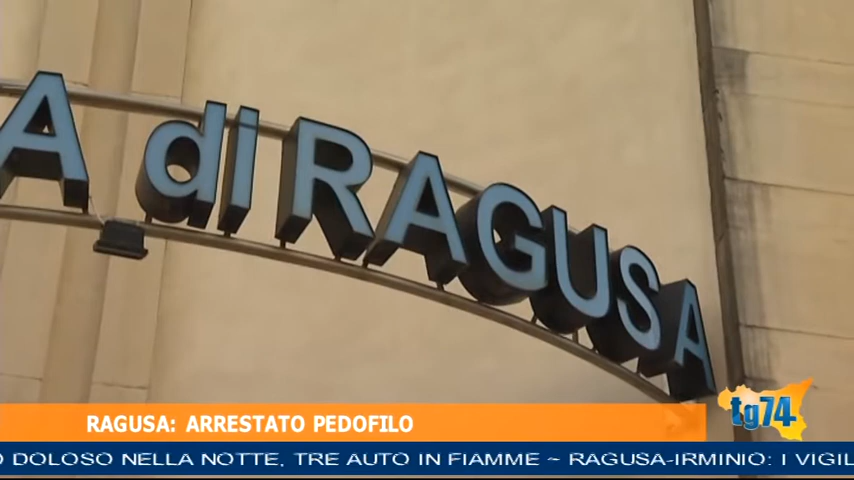 A di RAGUSA
RAGUSA: ARRESTATO PEDOFILO
tg74
DOLOSO NELLA NOTTE, TRE AUTO IN FIAMME ~ RAGUSA-IRMINIO: I VIGIL